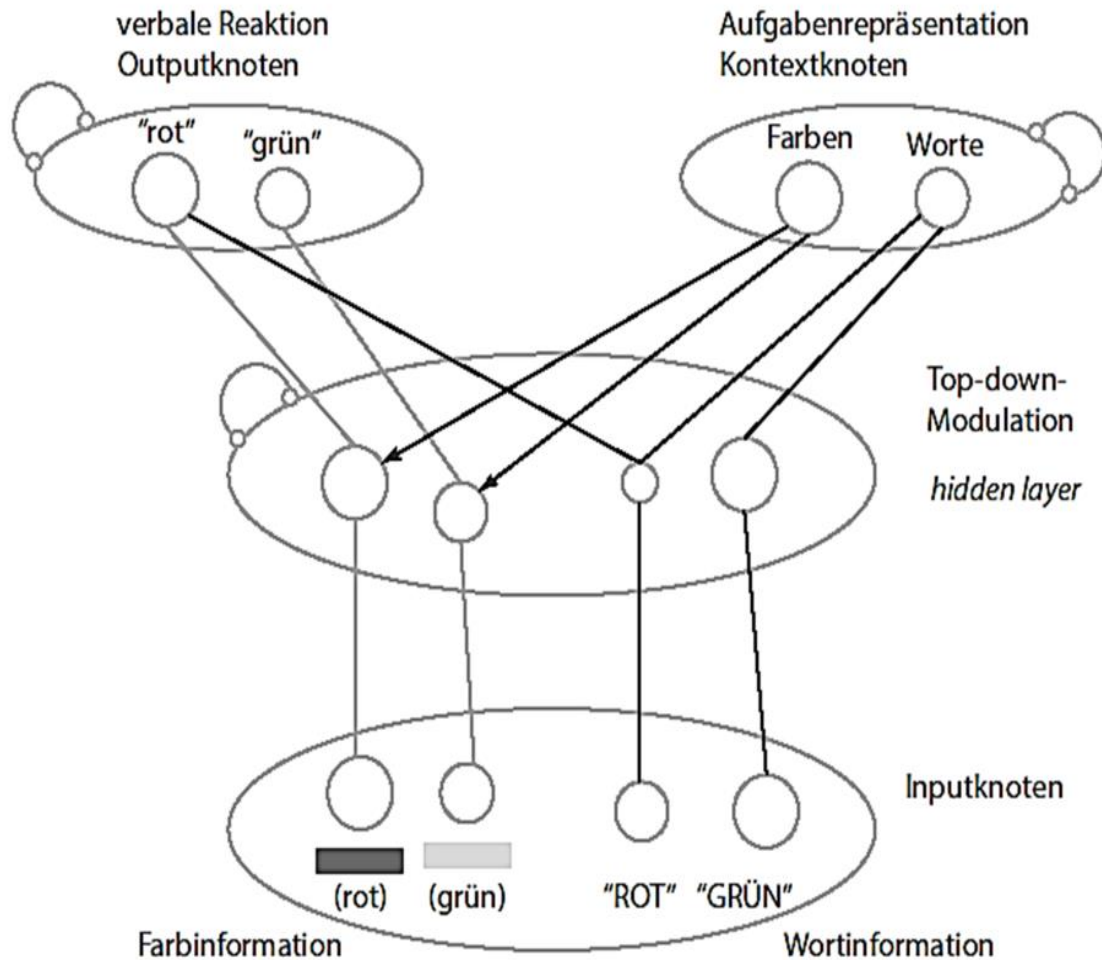 verbale Reaktion
Outputknoten
Aufgabenrepräsentation
Kontextknoten
"rot"
"grün"
Farben
Worte
Top-down-
Modulation
hidden layer
Inputknoten
(rot)
(grün)
"ROT"
"GRÜN"
Farbinformation
Wortinformation